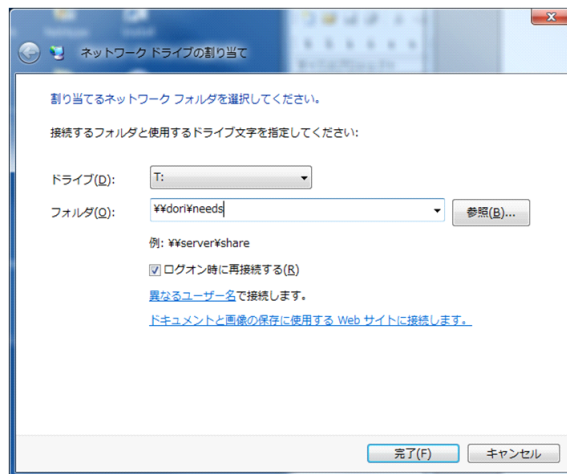 ネットワーク ドライブの割り当て
割り当てるネットワーク フォルダを選択してください。
接続するフォルダと使用するドライブ文字を指定してください:
ドライブ(D): T:
フォルダ(O): ¥¥dori¥needs 参照(B)...
例: ¥¥server¥share
ログオン時に再接続する(R)
異なるユーザー名で接続します。
ドキュメントと画像の保存に使用する Web サイトに接続します。
完了(F) キャンセル